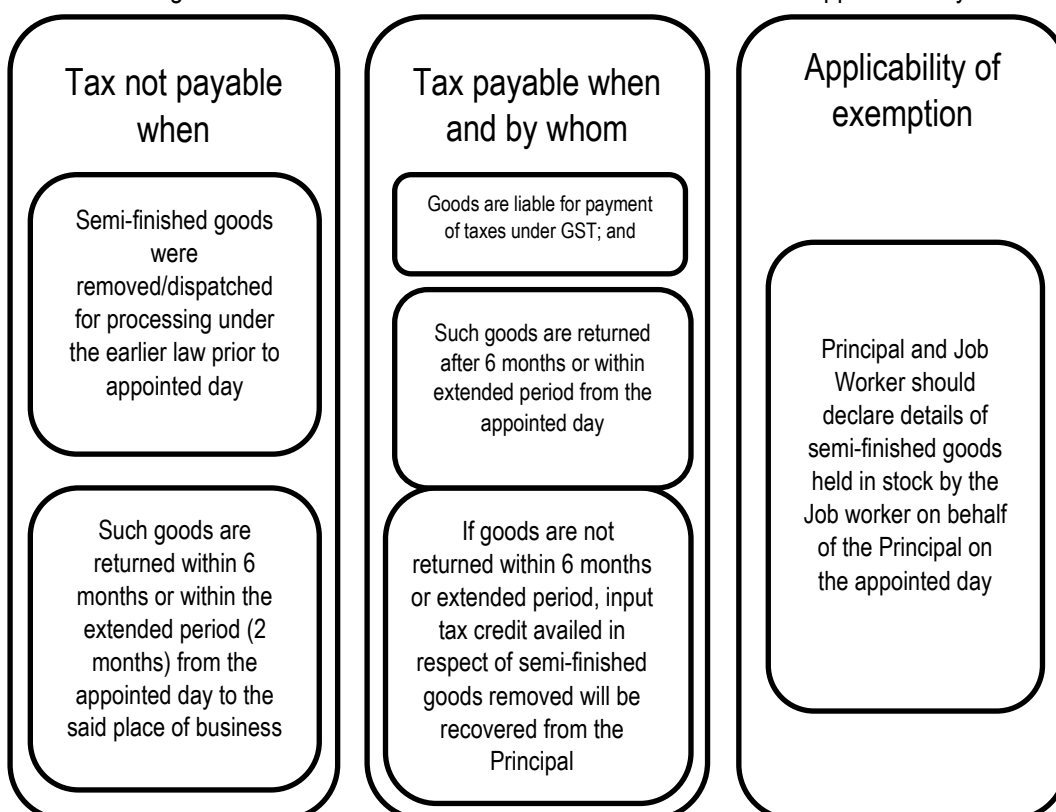 Tax not payable
when
Semi-finished goods
were
removed/dispatched
for processing under
the earlier law prior to
appointed day
Such goods are
returned within 6
months or within the
extended period (2
months) from the
appointed day to the
said place of business
Tax payable when
and by whom
Goods are liable for payment
of taxes under GST; and
Such goods are returned
after 6 months or within
extended period from the
appointed day
If goods are not
returned within 6 months
or extended period, input
tax credit availed in
respect of semi-finished
goods removed will be
recovered from the
Principal
Applicability of
exemption
Principal and Job
Worker should
declare details of
semi-finished goods
held in stock by the
Job worker on behalf
of the Principal on
the appointed day